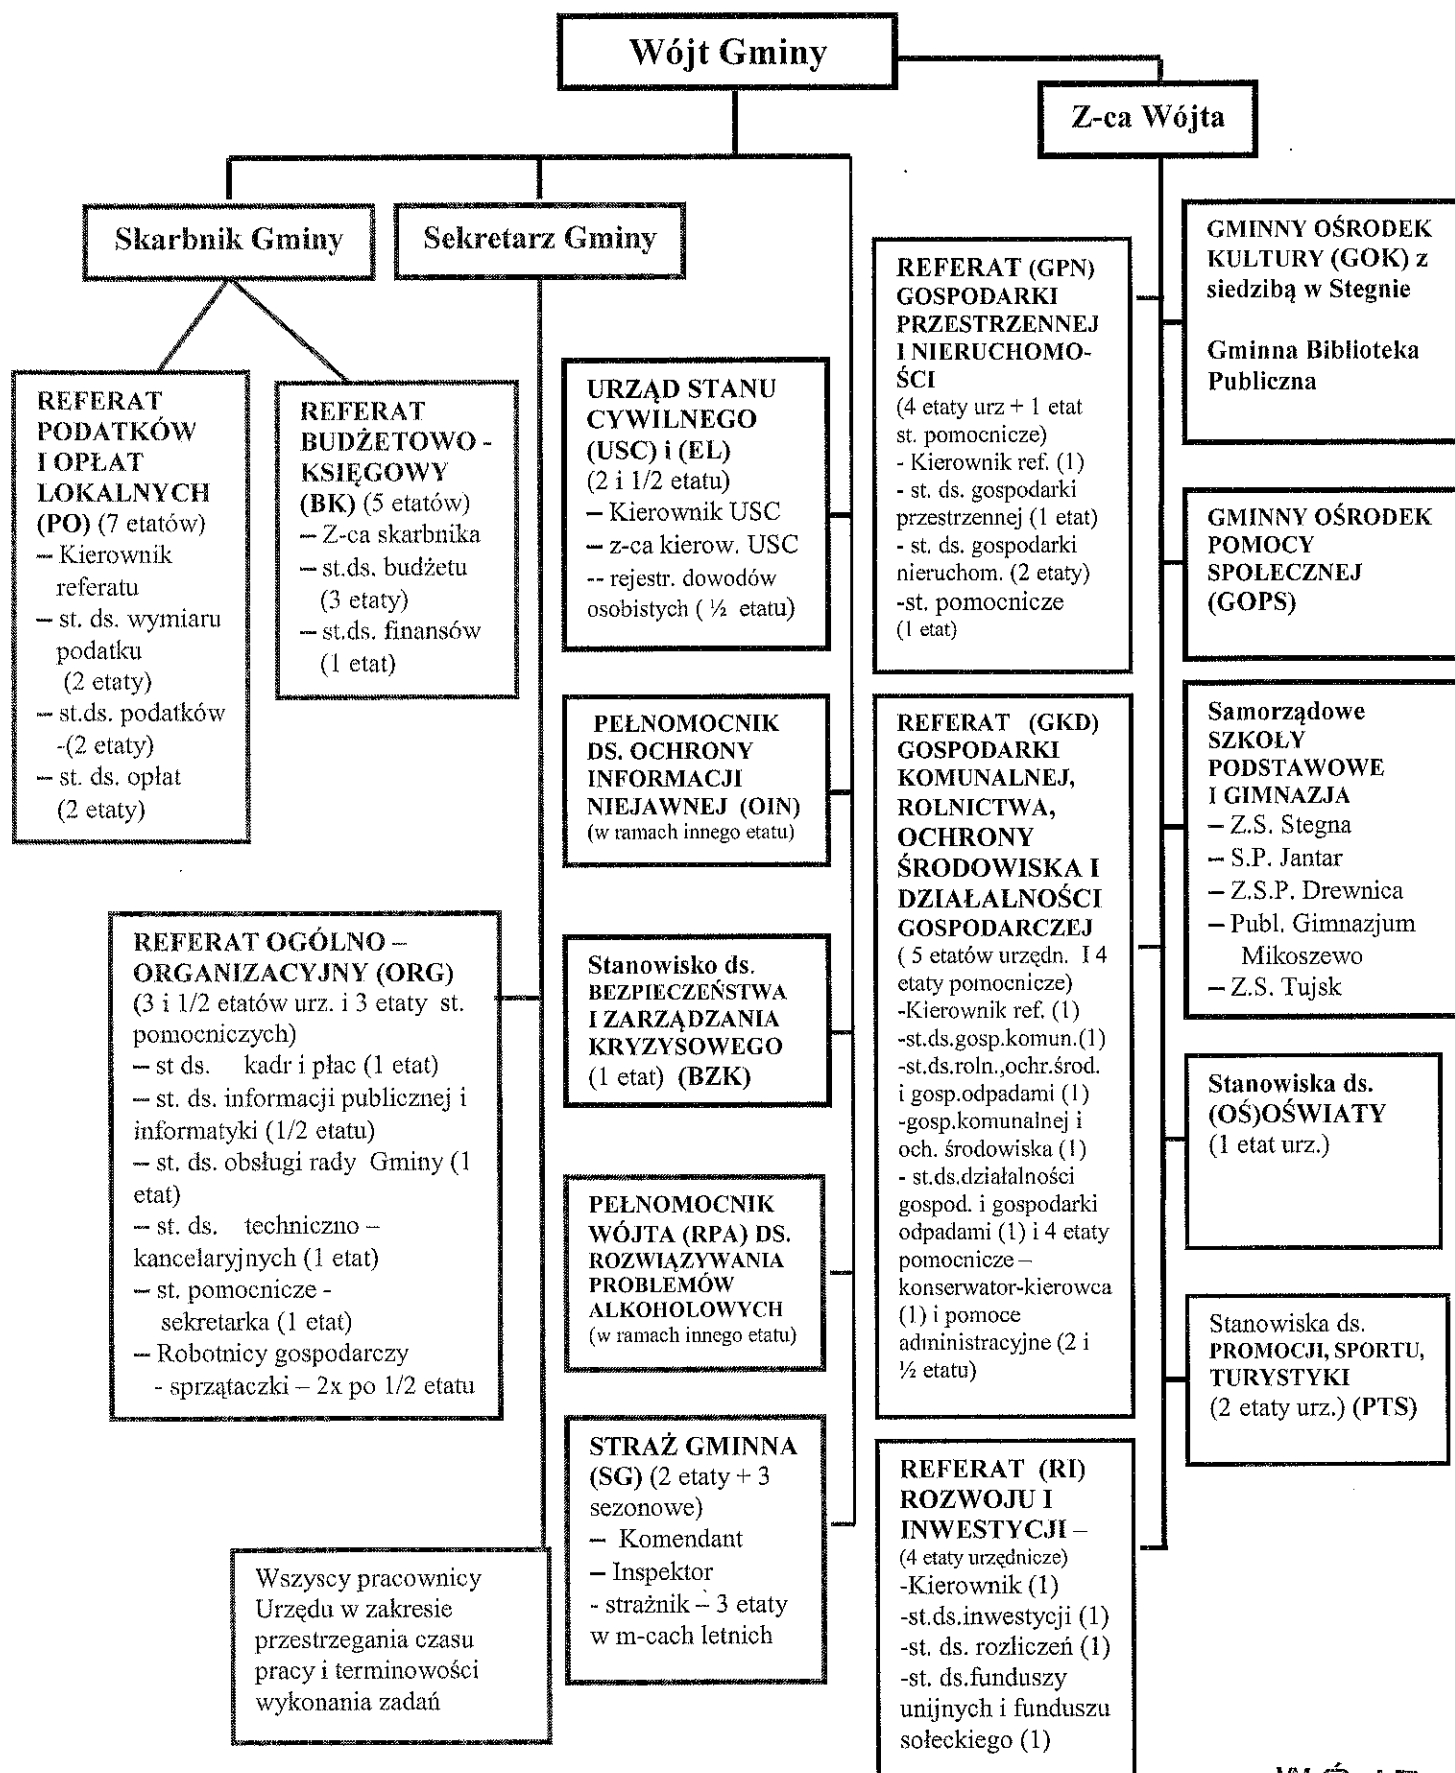 Wójt Gminy
Z-ca Wójta
Skarbnik Gminy
Sekretarz Gminy
REFERAT
PODATKÓW
I OPŁAT
LOKALNYCH
(PO) (7 etatów)
– Kierownik
referatu
– st. ds. wymiaru
podatku
(2 etaty)
– st.ds. podatków
-(2 etaty)
– st. ds. opłat
(2 etaty)
REFERAT
BUDŻETOWO -
KSIĘGOWY
(BK) (5 etatów)
– Z-ca skarbnika
– st.ds. budżetu
(3 etaty)
– st.ds. finansów
(1 etat)
REFERAT OGÓLNO –
ORGANIZACYJNY (ORG)
(3 i 1/2 etatów urz. i 3 etaty st.
pomocniczych)
– st ds. kadr i płac (1 etat)
– st. ds. informacji publicznej i
informatyki (1/2 etatu)
– st. ds. obsługi rady Gminy (1
etat)
– st. ds. techniczno –
kancelaryjnych (1 etat)
– st. pomocnicze -
sekretarka (1 etat)
– Robotnicy gospodarczy
- sprzątaczki – 2x po 1/2 etatu
Wszyscy pracownicy
Urzędu w zakresie
przestrzegania czasu
pracy i terminowości
wykonania zadań
URZĄD STANU
CYWILNEGO
(USC) i (EL)
(2 i 1/2 etatu)
– Kierownik USC
– z-ca kierow. USC
-- rejestr. dowodów
osobistych ( ½ etatu)
PEŁNOMOCNIK
DS. OCHRONY
INFORMACJI
NIEJAWNEJ (OIN)
(w ramach innego etatu)
Stanowisko ds.
BEZPIECZEŃSTWA
I ZARZĄDZANIA
KRYZYSOWEGO
(1 etat) (BZK)
PEŁNOMOCNIK
WÓJTA (RPA) DS.
ROZWIĄZYWANIA
PROBLEMÓW
ALKOHOLOWYCH
(w ramach innego etatu)
STRAŻ GMINNA
(SG) (2 etaty + 3
sezonowe)
– Komendant
– Inspektor
- strażnik – 3 etaty
w m-cach letnich
REFERAT (GPN)
GOSPODARKI
PRZESTRZENNEJ
I NIERUCHOMO-
ŚCI
(4 etaty urz + 1 etat
st. pomocnicze)
- Kierownik ref. (1)
- st. ds. gospodarki
przestrzennej (1 etat)
- st. ds. gospodarki
nieruchom. (2 etaty)
-st. pomocnicze
(1 etat)
REFERAT (GKD)
GOSPODARKI
KOMUNALNEJ,
ROLNICTWA,
OCHRONY
ŚRODOWISKA I
DZIAŁALNOŚCI
GOSPODARCZEJ
( 5 etatów urzędn. I 4
etaty pomocnicze)
-Kierownik ref. (1)
-st.ds.gosp.komun.(1)
-st.ds.roln.,ochr.środ.
i gosp.odpadami (1)
-gosp.komunalnej i
och. środowiska (1)
- st.ds.działalności
gospod. i gospodarki
odpadami (1) i 4 etaty
pomocnicze –
konserwator-kierowca
(1) i pomoce
administracyjne (2 i
½ etatu)
REFERAT (RI)
ROZWOJU I
INWESTYCJI –
(4 etaty urzędnicze)
-Kierownik (1)
-st.ds.inwestycji (1)
-st. ds. rozliczeń (1)
-st. ds.funduszy
unijnych i funduszu
sołeckiego (1)
GMINNY OŚRODEK
KULTURY (GOK) z
siedzibą w Stegnie
Gminna Biblioteka
Publiczna
GMINNY OŚRODEK
POMOCY
SPOŁECZNEJ
(GOPS)
Samorządowe
SZKOŁY
PODSTAWOWE
I GIMNAZJA
– Z.S. Stegna
– S.P. Jantar
– Z.S.P. Drewnica
– Publ. Gimnazjum
Mikoszewo
– Z.S. Tujsk
Stanowiska ds.
(OŚ)OŚWIATY
(1 etat urz.)
Stanowiska ds.
PROMOCJI, SPORTU,
TURYSTYKI
(2 etaty urz.) (PTS)